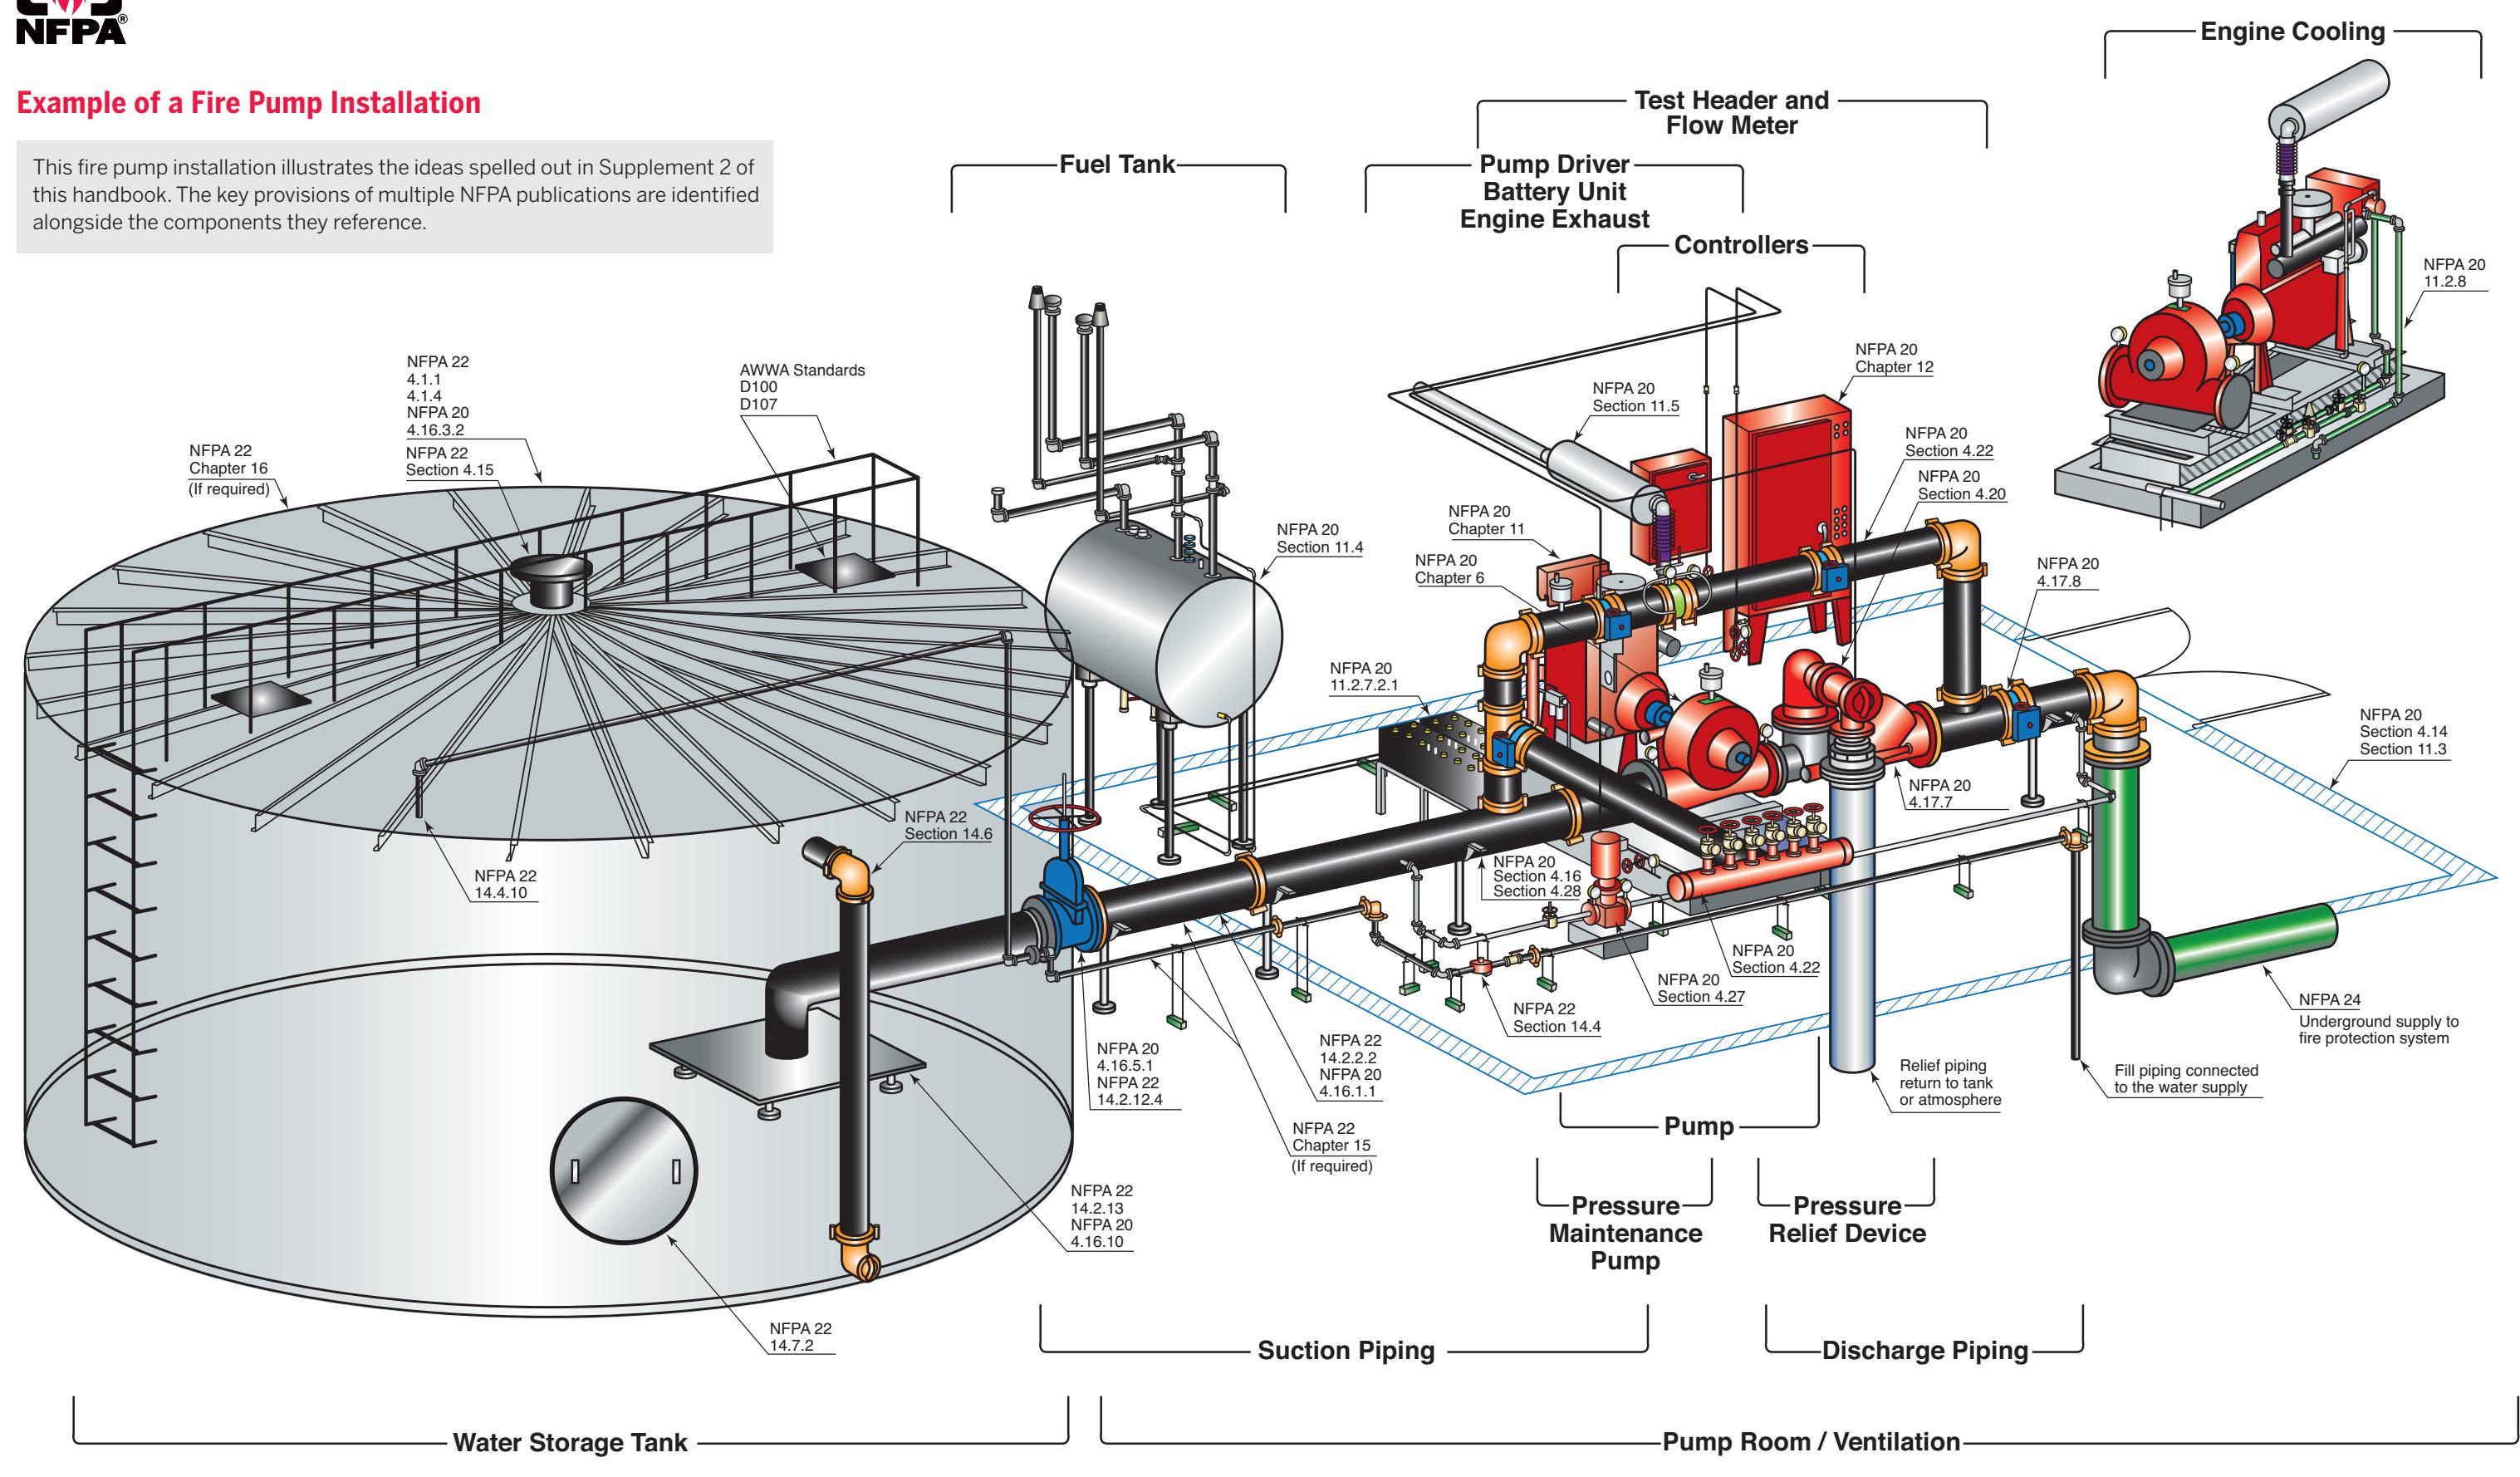 NFPA®
Example of a Fire Pump Installation
This fire pump installation illustrates the ideas spelled out in Supplement 2 of
this handbook. The key provisions of multiple NFPA publications are identified
alongside the components they reference.
Engine Cooling
Test Header and
Flow Meter
Fuel Tank
Pump Driver
Battery Unit
Engine Exhaust
Controllers
NFPA 20
11.2.8
NFPA 22
4.1.1
4.1.4
NFPA 20
4.16.3.2
NFPA 22
Section 4.15
AWWA Standards
D100
D107
NFPA 22
Chapter 16
(If required)
NFPA 20
Chapter 12
NFPA 20
Section 11.5
NFPA 20
Section 4.22
NFPA 20
Section 4.20
NFPA 20
Chapter 11
NFPA 20
Chapter 6
NFPA 20
Section 11.4
NFPA 20
4.17.8
NFPA 20
11.2.7.2.1
NFPA 20
Section 4.14
Section 11.3
NFPA 20
4.17.7
NFPA 22
Section 14.6
NFPA 22
14.4.10
NFPA 20
Section 4.16
Section 4.28
NFPA 20
Section 4.22
NFPA 20
Section 4.27
NFPA 22
Section 14.4
NFPA 24
Underground supply to
fire protection system
NFPA 20
4.16.5.1
NFPA 22
14.2.12.4
NFPA 22
14.2.2.2
NFPA 20
4.16.1.1
Relief piping
return to tank
or atmosphere
Fill piping connected
to the water supply
NFPA 22
Chapter 15
(If required)
Pump
NFPA 22
14.2.13
NFPA 20
4.16.10
Pressure
Maintenance
Pump
Pressure
Relief Device
NFPA 22
14.7.2
Suction Piping
Discharge Piping
Water Storage Tank
Pump Room / Ventilation